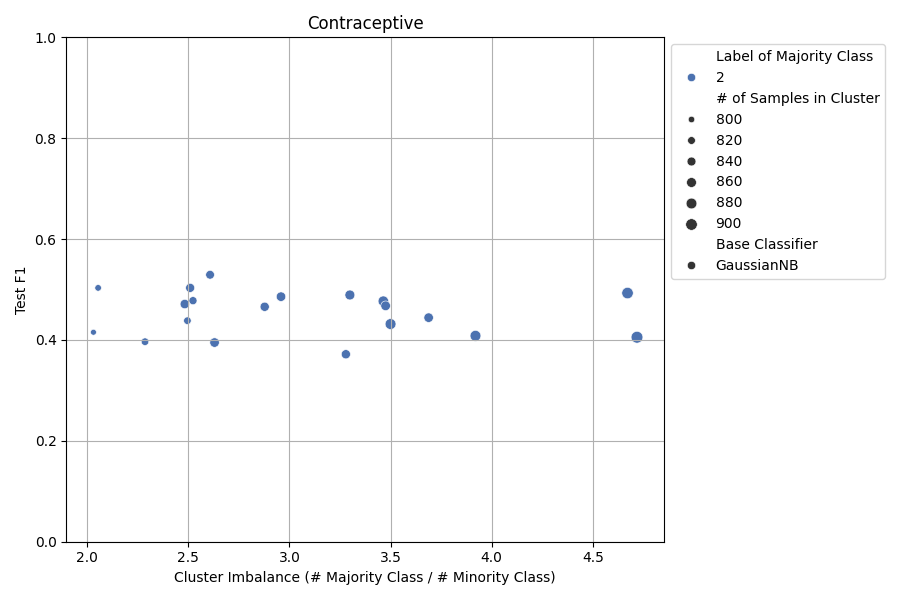 Contraceptive
1.0
0.8
0.6
0.4
0.2
0.0
Test F1
2.0 2.5 3.0 3.5 4.0 4.5
Cluster Imbalance (# Majority Class / # Minority Class)
Label of Majority Class
2
# of Samples in Cluster
800
820
840
860
880
900
Base Classifier
GaussianNB